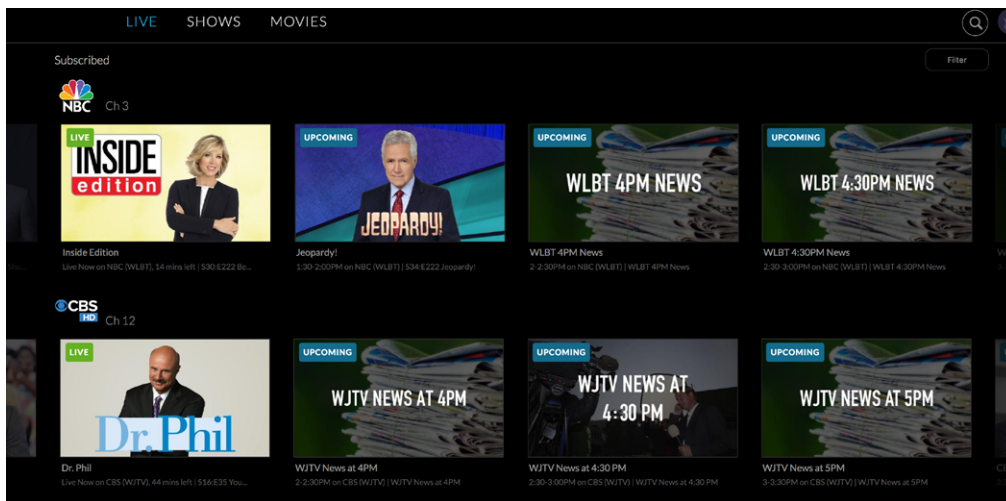 LIVE SHOWS MOVIES
Subscribed
Filter
NBC Ch 3
LIVE
INSIDE
edition
UPCOMING
JEOPARDY!
UPCOMING
WLBT 4PM NEWS
UPCOMING
WLBT 4:30PM NEWS
Inside Edition
Live Now on NBC (WLBT), 14 mins left | S30:E222 Bo...
Jeopardy!
1:30-2:00PM on NBC (WLBT) | S34:E222 Jeopardy!
WLBT 4PM News
2-2:30PM on NBC (WLBT) | WLBT 4PM News
WLBT 4:30PM News
2:30-3:00PM on NBC (WLBT) | WLBT 4:30PM News
CBS
HD
Ch 12
LIVE
Dr. Phil
UPCOMING
WJTV NEWS AT 4PM
UPCOMING
WJTV NEWS AT
4:30 PM
UPCOMING
WJTV NEWS AT 5PM
Dr. Phil
Live Now on CBS (WJTV), 44 mins left | S16:E35 You...
WJTV News at 4PM
2-2:30PM on CBS (WJTV) | WJTV News at 4PM
WJTV News at 4:30 PM
2:30-3:00PM on CBS (WJTV) | WJTV News at 4:30 PM
WJTV News at 5PM
3-3:30PM on CBS (WJTV) | WJTV News at 5PM